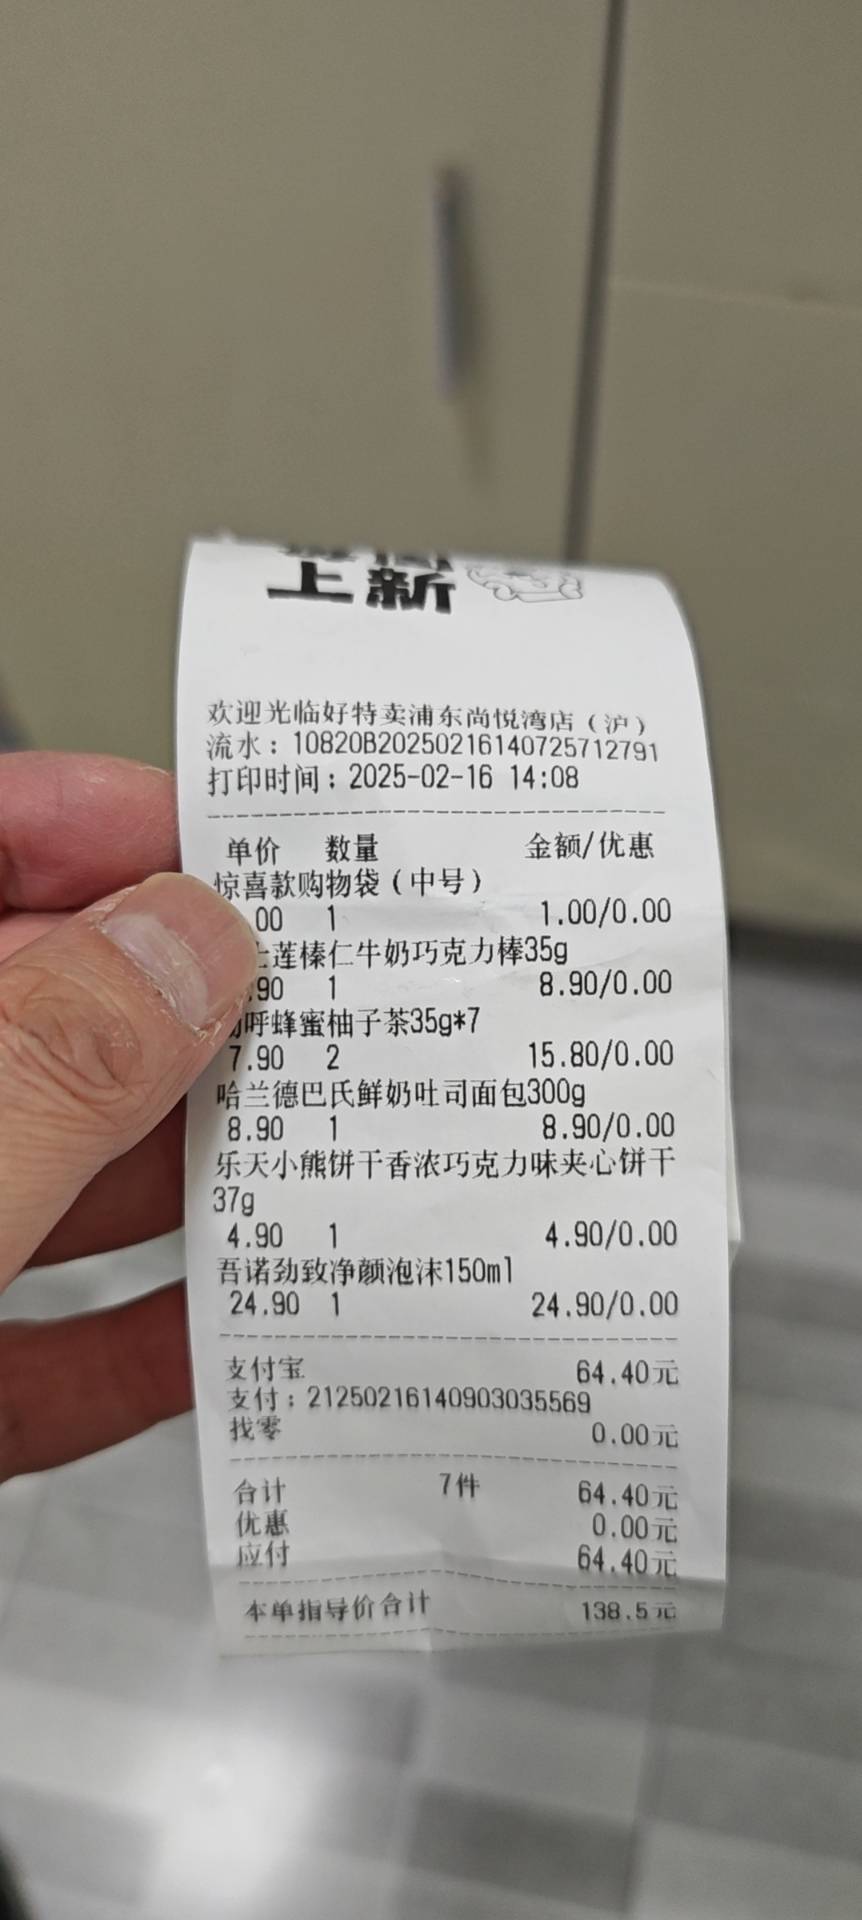 上新
欢迎光临好特卖浦东尚悦湾店（沪）
流水：10820B20250216140725712791
打印时间：2025-02-16 14:08
单价 数量 金额/优惠
惊喜款购物袋（中号）
00 1 1.00/0.00
莲榛仁牛奶巧克力棒35g
.90 1 8.90/0.00
呼蜂蜜柚子茶35g*7
7.90 2 15.80/0.00
哈兰德巴氏鲜奶吐司面包300g
8.90 1 8.90/0.00
乐天小熊饼干香浓巧克力味夹心饼干
37g
4.90 1 4.90/0.00
吾诺劲致净颜泡沫150ml
24.90 1 24.90/0.00
支付宝 64.40元
支付：21250216140903035569
找零 0.00元
合计 7件 64.40元
优惠 0.00元
应付 64.40元
本单指导价合计 138.5元